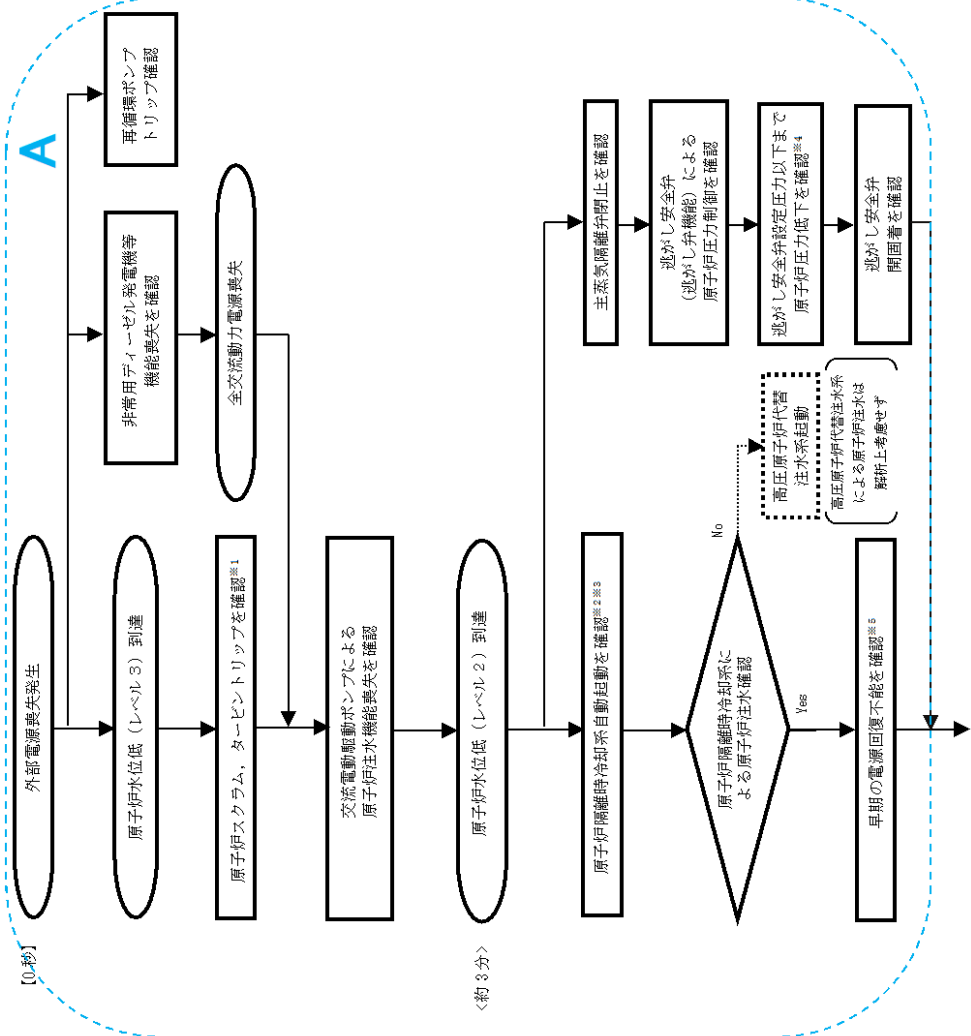 【0秒】
外部電源喪失発生
A
再循環ポンプ
トリップ確認
非常用ディーゼル発電機等
機能喪失を確認
原子炉水位低（レベル３）到達
全交流動力電源喪失
原子炉スクラム，タービントリップを確認※1
交流電動駆動ポンプによる
原子炉注水機能喪失を確認
＜約３分＞
原子炉水位低（レベル２）到達
原子炉隔離時冷却系自動起動を確認※2※3
主蒸気隔離弁閉止を確認
逃がし安全弁
（逃がし弁機能）による
原子炉圧力制御を確認
逃がし安全弁設定圧力以下まで
原子炉圧力低下を確認※4
逃がし安全弁
開固着を確認
原子炉隔離時冷却系に
よる原子炉注水確認
No
Yes
高圧原子炉代替
注水系起動
高圧原子炉代替注水系
による原子炉注水は
解析上考慮せず
早期の電源回復不能を確認※5